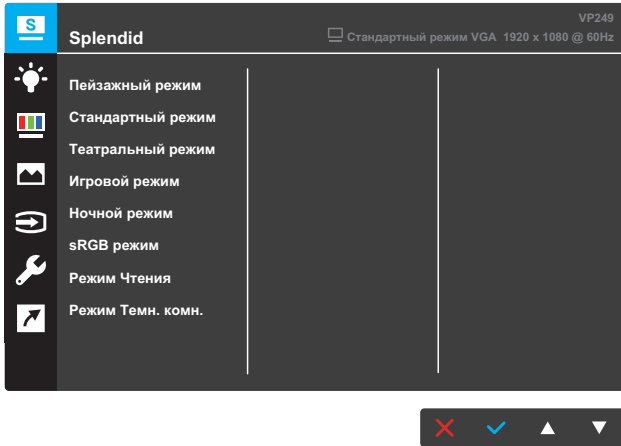 S
VP249
Splendid
Стандартный режим VGA 1920 x 1080 @ 60Hz
Пейзажный режим
Стандартный режим
Театральный режим
Игровой режим
Ночной режим
sRGB режим
Режим Чтения
Режим Темн. комн.